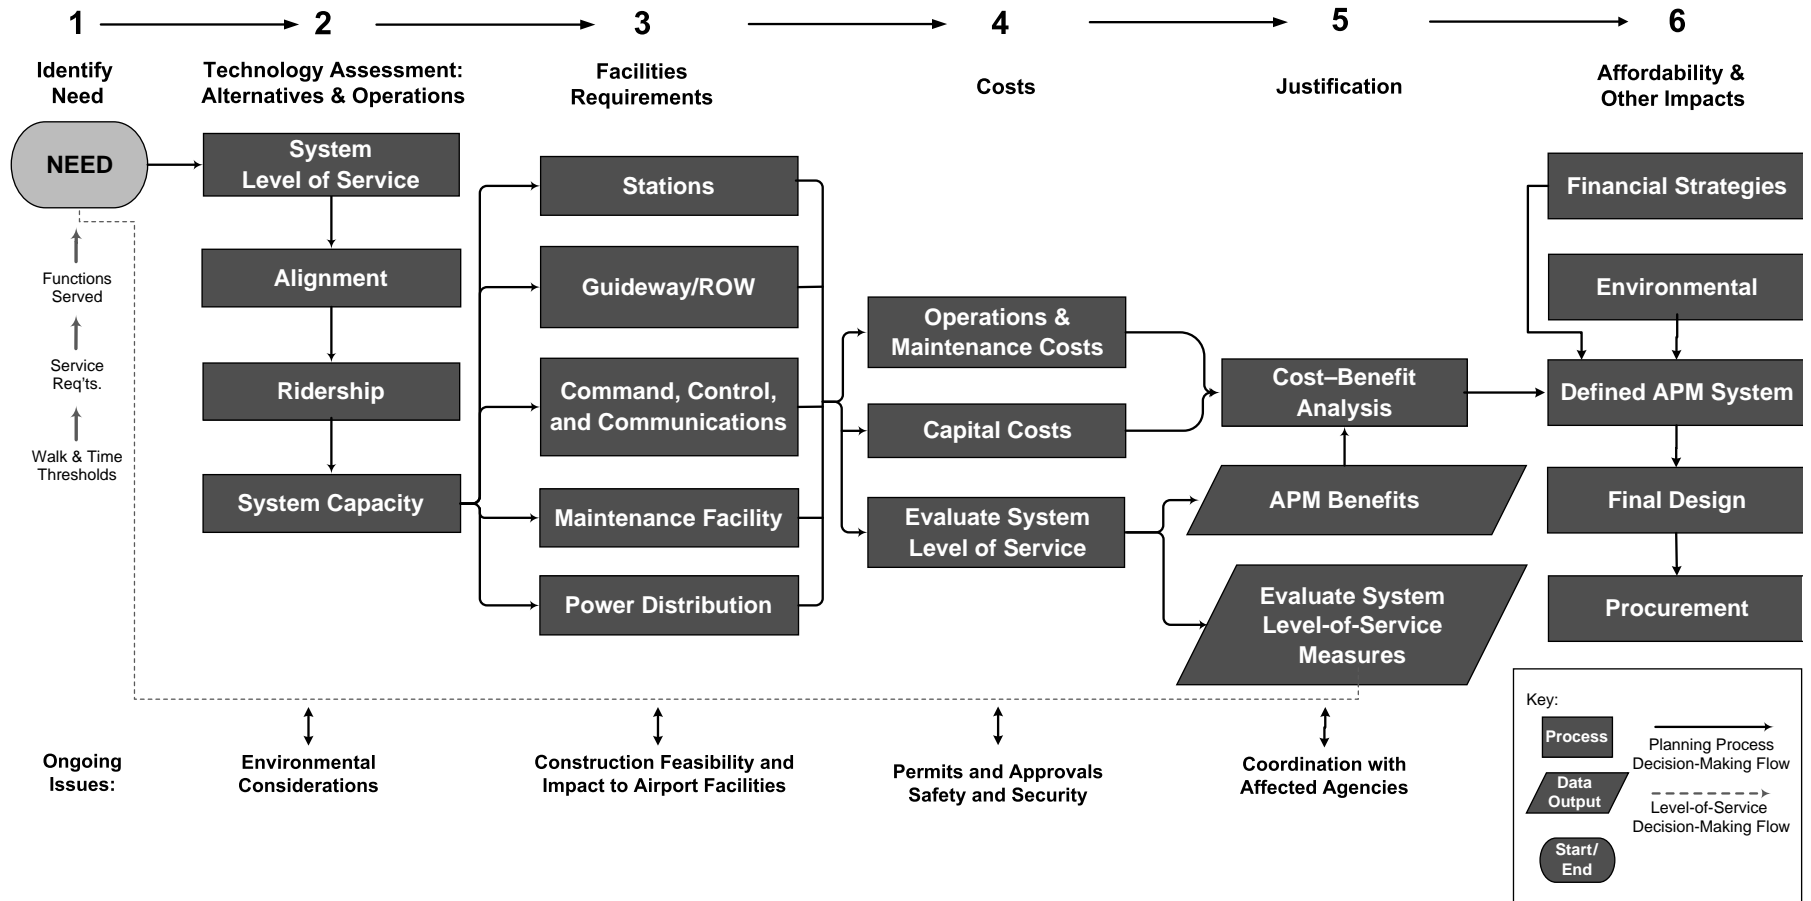 1
2
3
4
5
6
Identify
Need
Technology Assessment:
Alternatives & Operations
Facilities
Requirements
Costs
Justification
Affordability &
Other Impacts
NEED
Functions
Served
Service
Req'ts.
Walk & Time
Thresholds
System
Level of Service
Alignment
Ridership
System Capacity
Stations
Guideway/ROW
Command, Control,
and Communications
Maintenance Facility
Power Distribution
Operations &
Maintenance Costs
Capital Costs
Evaluate System
Level of Service
Cost–Benefit
Analysis
APM Benefits
Evaluate System
Level-of-Service
Measures
Financial Strategies
Environmental
Defined APM System
Final Design
Procurement
Ongoing
Issues:
Environmental
Considerations
Construction Feasibility and
Impact to Airport Facilities
Permits and Approvals
Safety and Security
Coordination with
Affected Agencies
Key:
Process
Planning Process
Decision-Making Flow
Data
Output
Level-of-Service
Decision-Making Flow
Start/
End